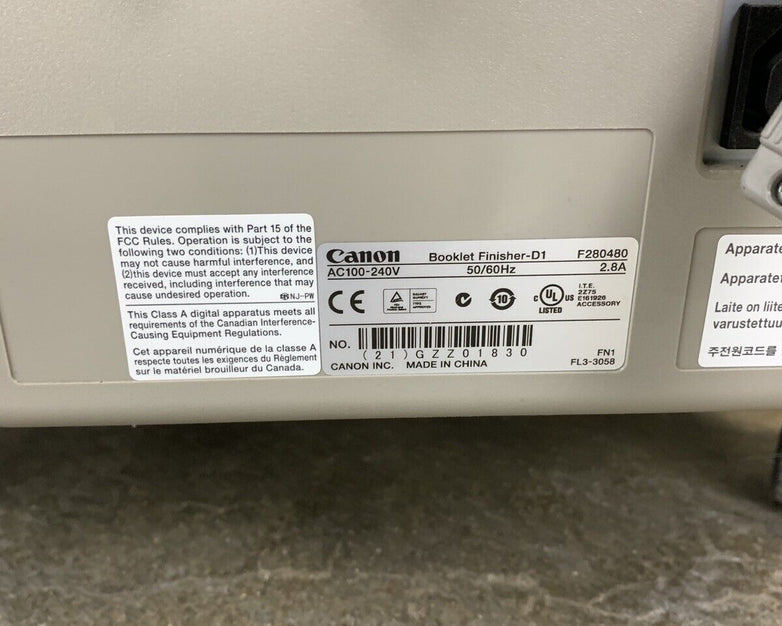 This device complies with Part 15 of the
FCC Rules. Operation is subject to the
following two conditions: (1)This device
may not cause harmful interference, and
(2)this device must accept any interference
received, including interference that may
cause undesired operation.
NJ-PW
This Class A digital apparatus meets all
requirements of the Canadian Interference-
Causing Equipment Regulations.
Cet appareil numérique de la classe A
respecte toutes les exigences du Règlement
sur le matériel brouilleur du Canada.
Canon Booklet Finisher-D1 F280480
AC100-240V 50/60Hz 2.8A
CE
10
C UL US
LISTED
I.T.E.
2Z75
E161926
ACCESSORY
NO.
(21)GZZ01830
CANON INC. MADE IN CHINA
FN1
FL3-3058
Apparate
Apparatet
Laite on liite
varustettuu
주전원코드를